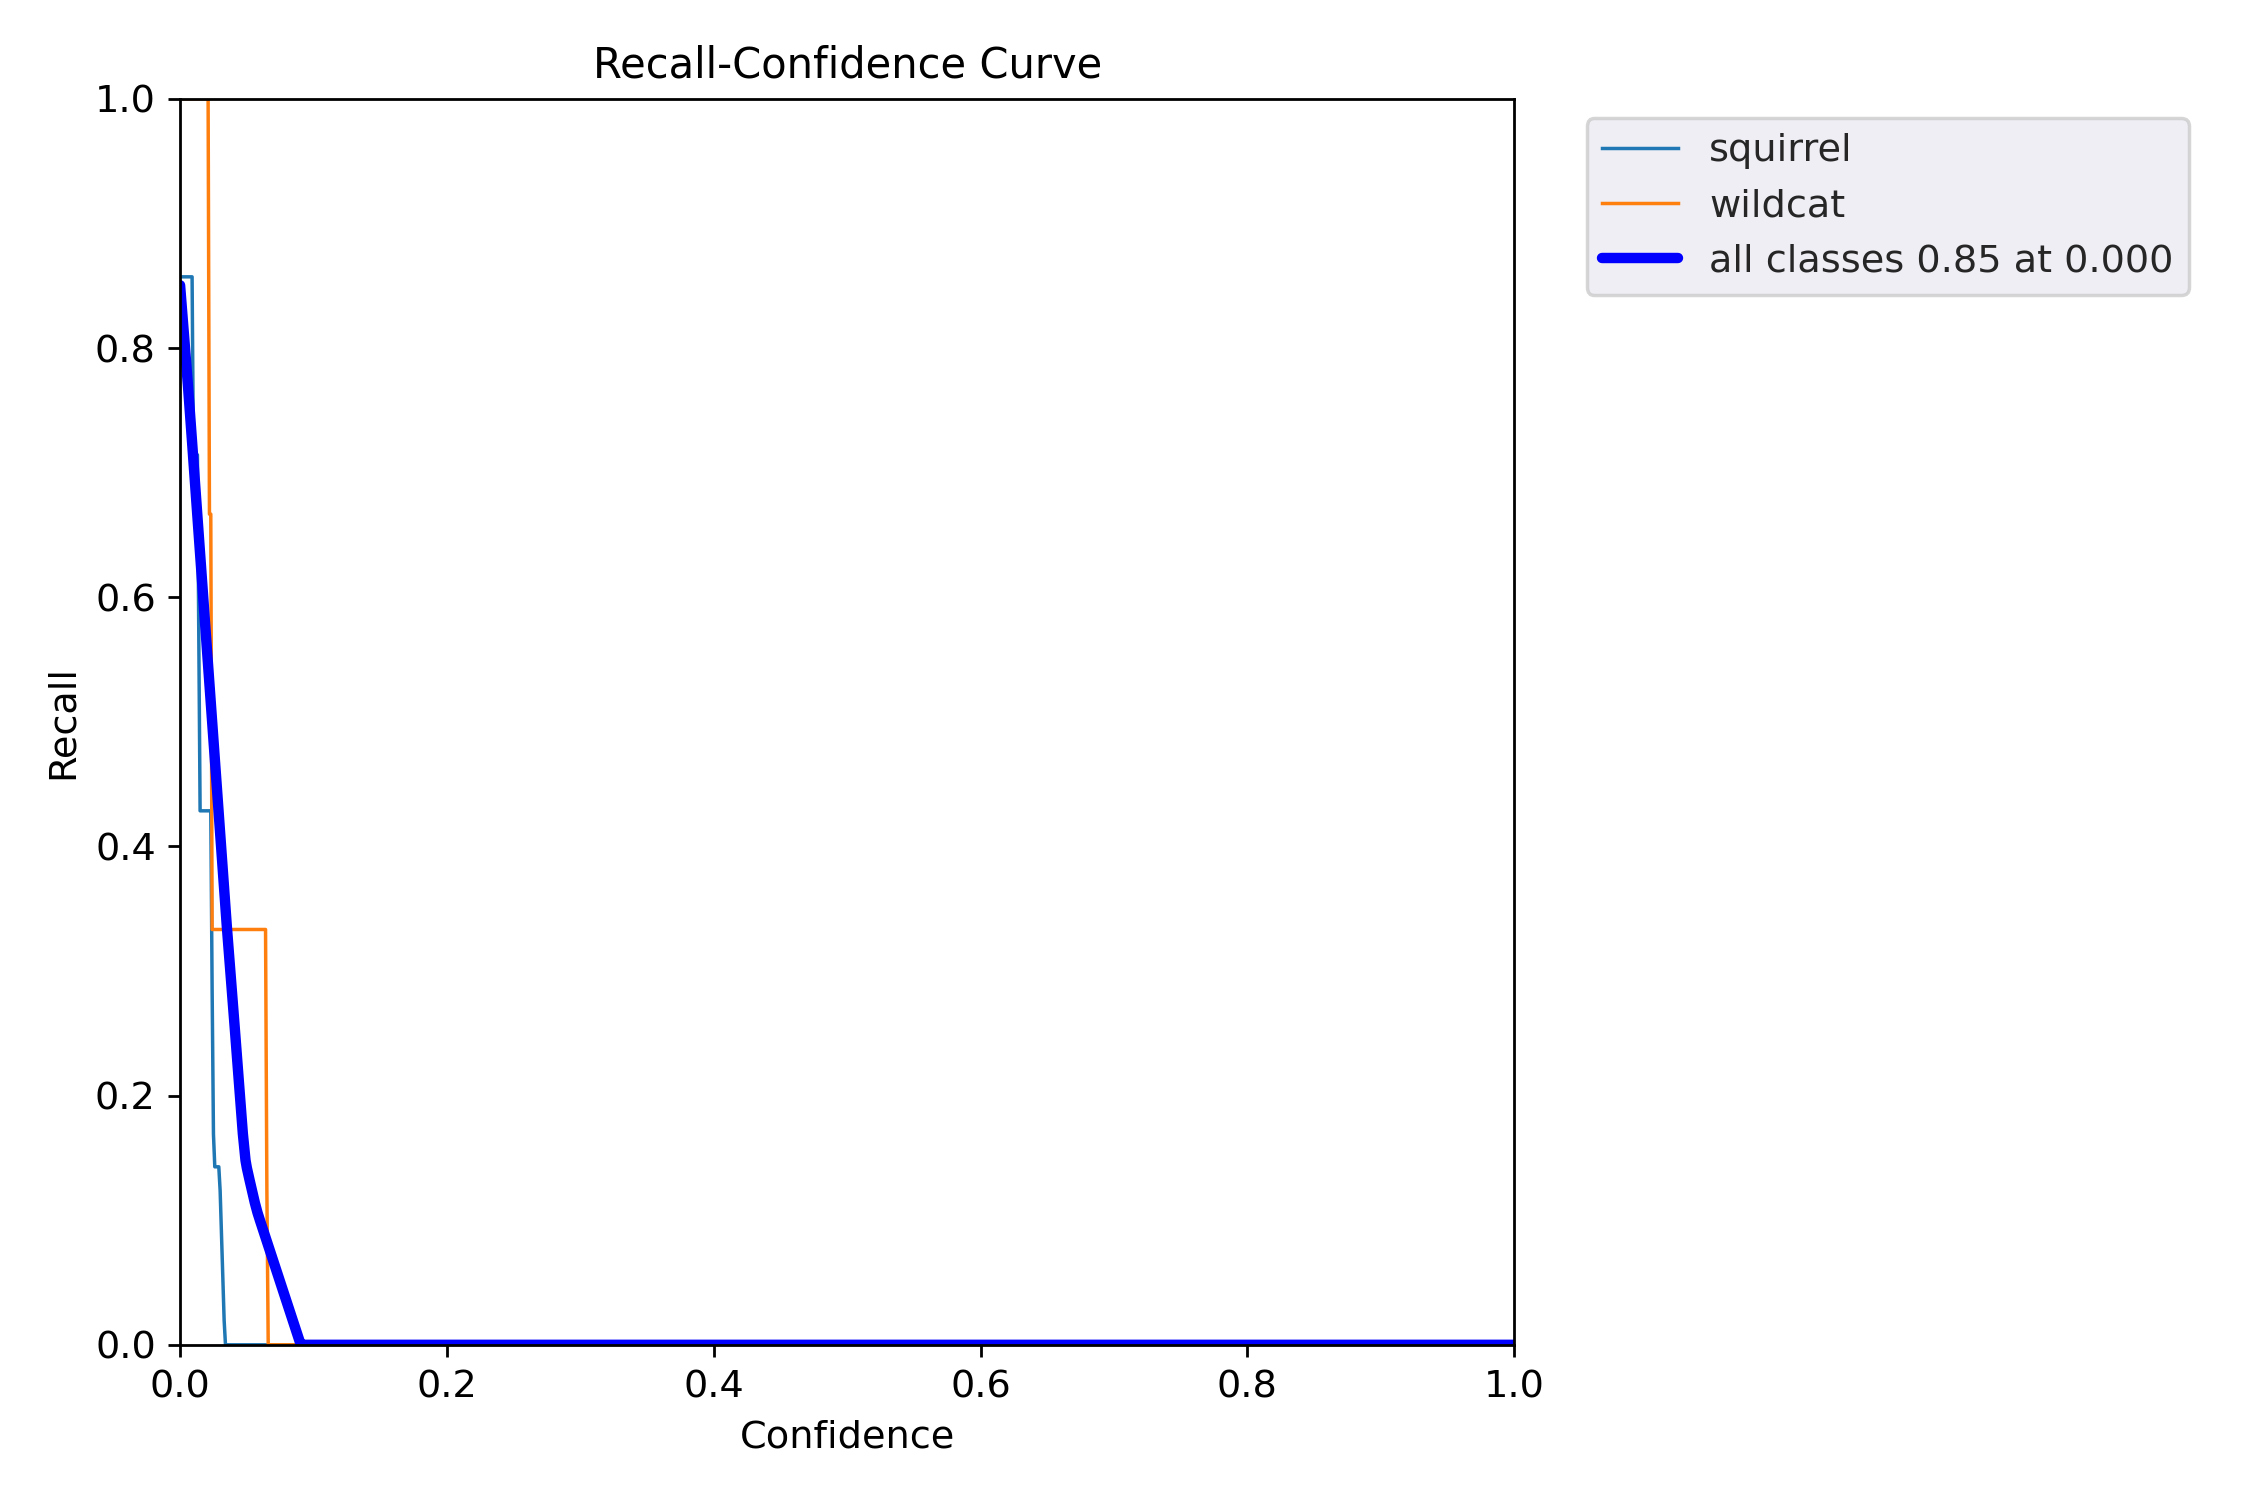 Recall-Confidence Curve
1.0
0.8
0.6
0.4
0.2
0.0
Recall
0.0 0.2 0.4 0.6 0.8 1.0
Confidence
squirrel
wildcat
all classes 0.85 at 0.000